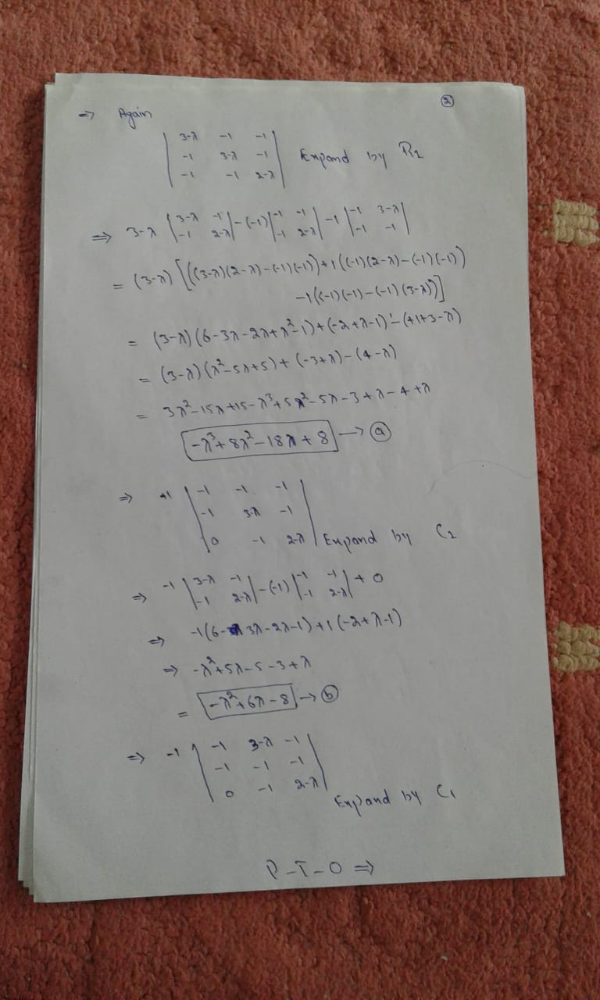 ②
⇒ Again
| 3-λ -1 -1 |
| -1 3-λ -1 | Expand by R2
| -1 -1 2-λ |
⇒ 3-λ | 3-λ -1 ; -1 2-λ | -(-1) | -1 -1 ; -1 2-λ | -1 | -1 3-λ ; -1 -1 |
= (3-λ) [((3-λ)(2-λ)-(-1)(-1))+1((-1)(2-λ)-(-1)(-1))
-1((-1)(-1)-(-1)(3-λ))]
= (3-λ)(6-3λ-2λ+λ²-1)+(-2+λ-1)-(+1+3-λ)
= (3-λ)(λ²-5λ+5)+(-3+λ)-(4-λ)
= 3λ²-15λ+15-λ³+5λ²-5λ-3+λ-4+λ
-λ³+8λ²-18λ+8 → ⓐ
⇒ +1 | -1 -1 -1 |
| -1 3-λ -1 |
| 0 -1 2-λ | Expand by C2
⇒ -1 | 3-λ -1 ; -1 2-λ | -(-1) | -1 -1 ; -1 2-λ | + 0
⇒ -1(6-3λ-2λ-1)+1(-2+λ-1)
⇒ -λ²+5λ-5-3+λ
= -λ²+6λ-8 → ⓑ
⇒ -1 | -1 3-λ -1 |
| -1 -1 -1 |
| 0 -1 2-λ |
Expand by C1
P-T-O ⇒